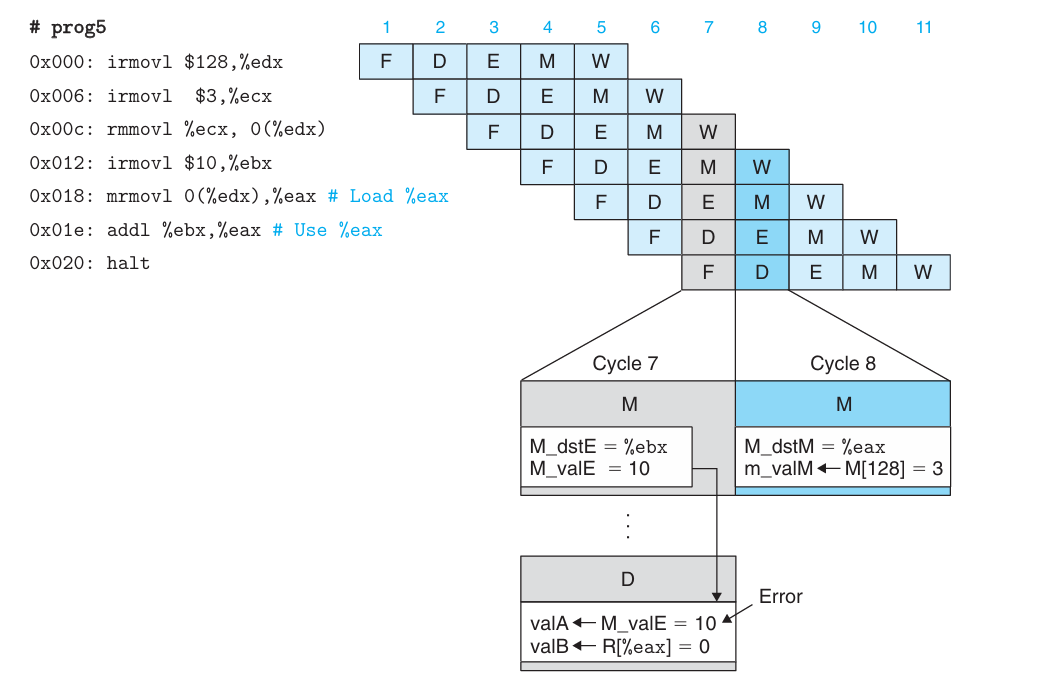 # prog5
1 2 3 4 5 6 7 8 9 10 11
0x000: irmovl $128,%edx F D E M W
0x006: irmovl  $3,%ecx F D E M W
0x00c: rmmovl %ecx, 0(%edx) F D E M W
0x012: irmovl $10,%ebx F D E M W
0x018: mrmovl 0(%edx),%eax # Load %eax F D E M W
0x01e: addl %ebx,%eax # Use %eax F D E M W
0x020: halt F D E M W
Cycle 7 Cycle 8
M M
M_dstE = %ebx M_dstM = %eax
M_valE = 10 m_valM ← M[128] = 3
⋮
D
Error
valA ← M_valE = 10
valB ← R[%eax] = 0